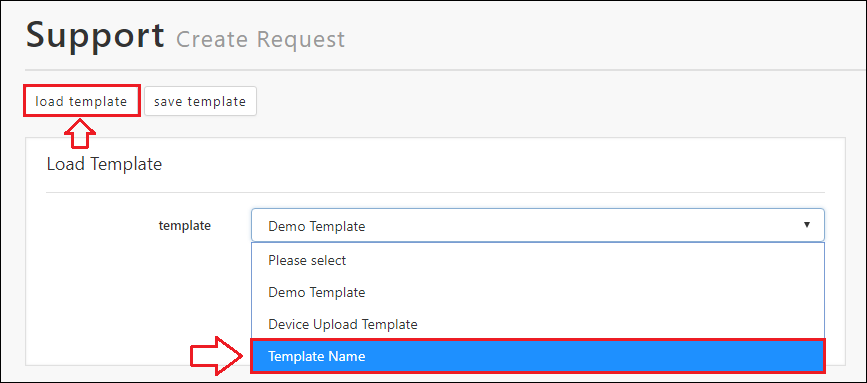 Support Create Request
load template save template
Load Template
template Demo Template
Please select
Demo Template
Device Upload Template
Template Name